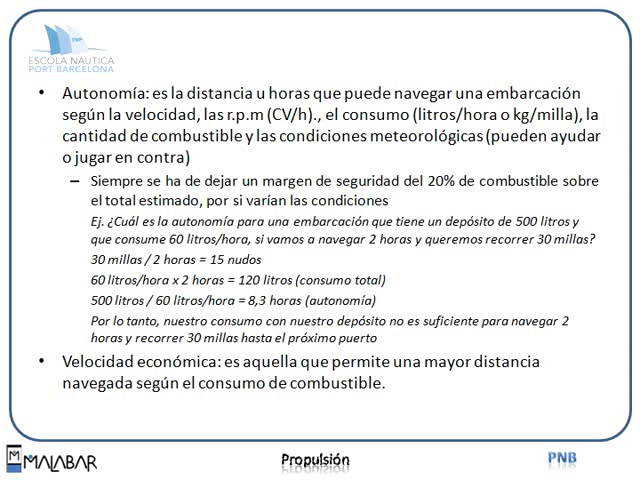 ESCOLA NÀUTICA
PORT BARCELONA
• Autonomía: es la distancia u horas que puede navegar una embarcación
según la velocidad, las r.p.m (CV/h)., el consumo (litros/hora o kg/milla), la
cantidad de combustible y las condiciones meteorológicas (pueden ayudar
o jugar en contra)
– Siempre se ha de dejar un margen de seguridad del 20% de combustible sobre
el total estimado, por si varían las condiciones
Ej. ¿Cuál es la autonomía para una embarcación que tiene un depósito de 500 litros y
que consume 60 litros/hora, si vamos a navegar 2 horas y queremos recorrer 30 millas?
30 millas / 2 horas = 15 nudos
60 litros/hora x 2 horas = 120 litros (consumo total)
500 litros / 60 litros/hora = 8,3 horas (autonomía)
Por lo tanto, nuestro consumo con nuestro depósito no es suficiente para navegar 2
horas y recorrer 30 millas hasta el próximo puerto
• Velocidad económica: es aquella que permite una mayor distancia
navegada según el consumo de combustible.
MALABAR
Propulsión
PNB